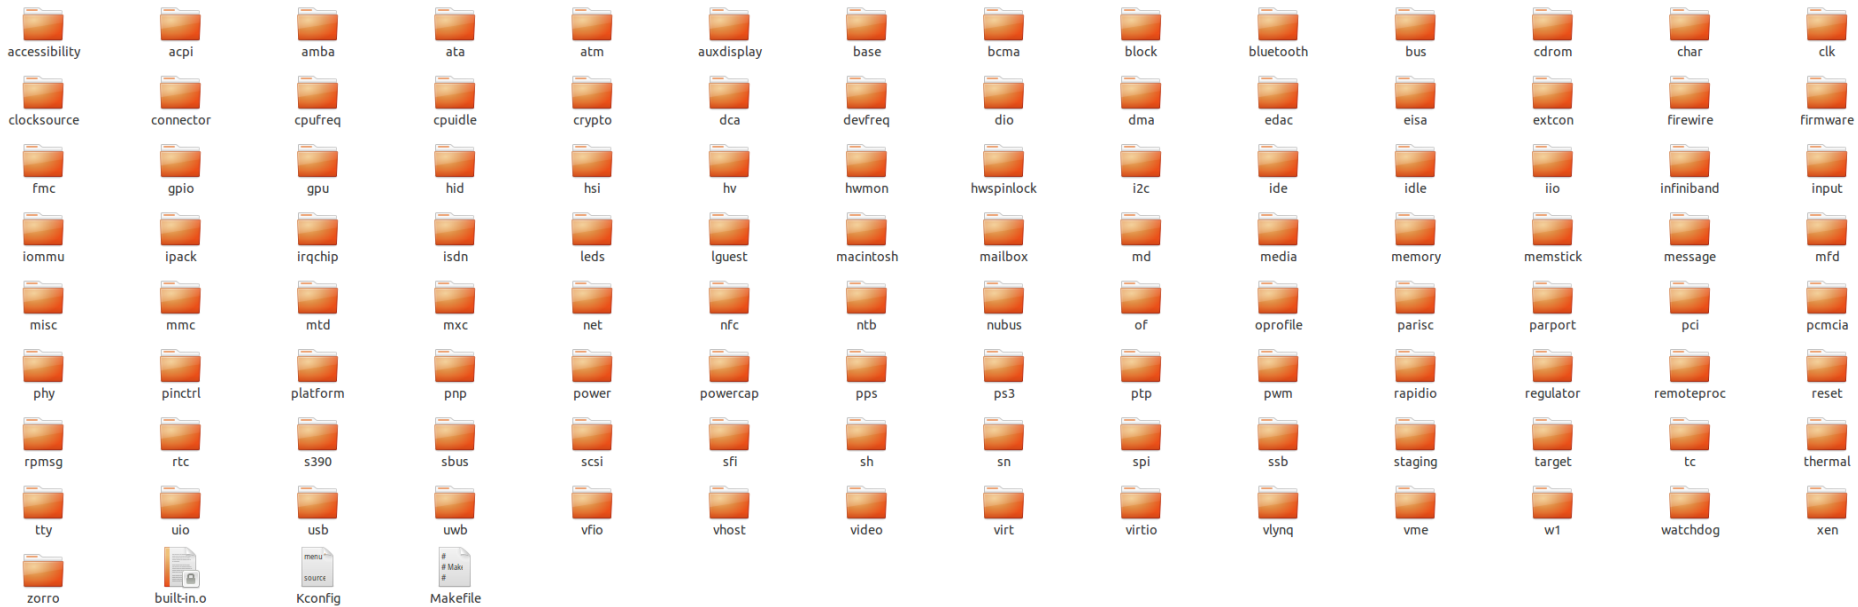 accessibility acpi amba ata atm auxdisplay base bcma block bluetooth bus cdrom char clk
clocksource connector cpufreq cpuidle crypto dca devfreq dio dma edac eisa extcon firewire firmware
fmc gpio gpu hid hsi hv hwmon hwspinlock i2c ide idle iio infiniband input
iommu ipack irqchip isdn leds lguest macintosh mailbox md media memory memstick message mfd
misc mmc mtd mxc net nfc ntb nubus of oprofile parisc parport pci pcmcia
phy pinctrl platform pnp power powercap pps ps3 ptp pwm rapidio regulator remoteproc reset
rpmsg rtc s390 sbus scsi sfi sh sn spi ssb staging target tc thermal
tty uio usb uwb vfio vhost video virt virtio vlynq vme w1 watchdog xen
menu #
# Make
source #
zorro built-in.o Kconfig Makefile